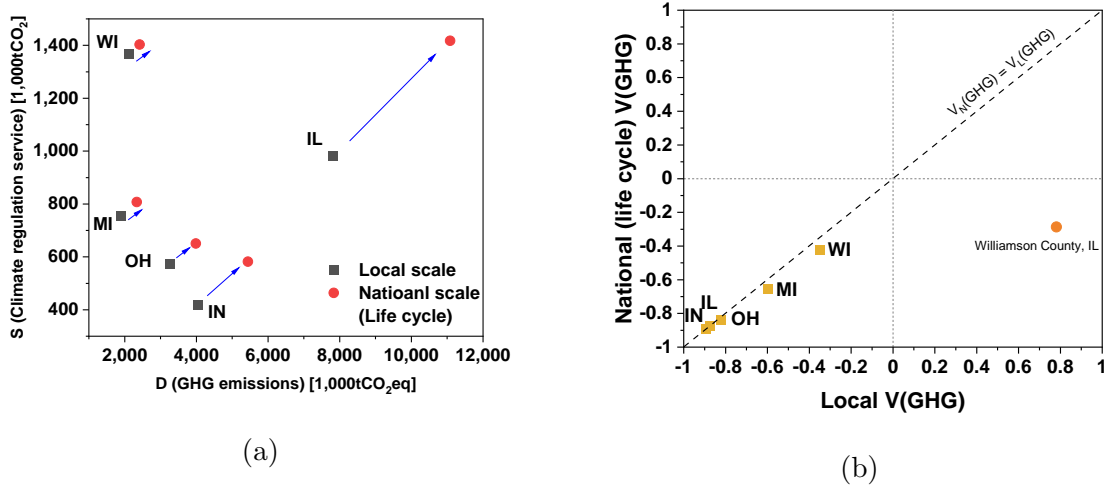 S (Climate regulation service) [1,000tCO₂]
1,400
1,200
1,000
800
600
400
WI
IL
MI
OH
IN
Local scale
Natioanl scale
(Life cycle)
2,000
4,000
6,000
8,000
10,000
12,000
D (GHG emissions) [1,000tCO₂eq]
(a)
National (life cycle) V(GHG)
1
0.8
0.6
0.4
0.2
0
-0.2
-0.4
-0.6
-0.8
-1
V_N(GHG) = V_L(GHG)
Williamson County, IL
WI
MI
IL
IN
OH
-1
-0.8
-0.6
-0.4
-0.2
0
0.2
0.4
0.6
0.8
1
Local V(GHG)
(b)